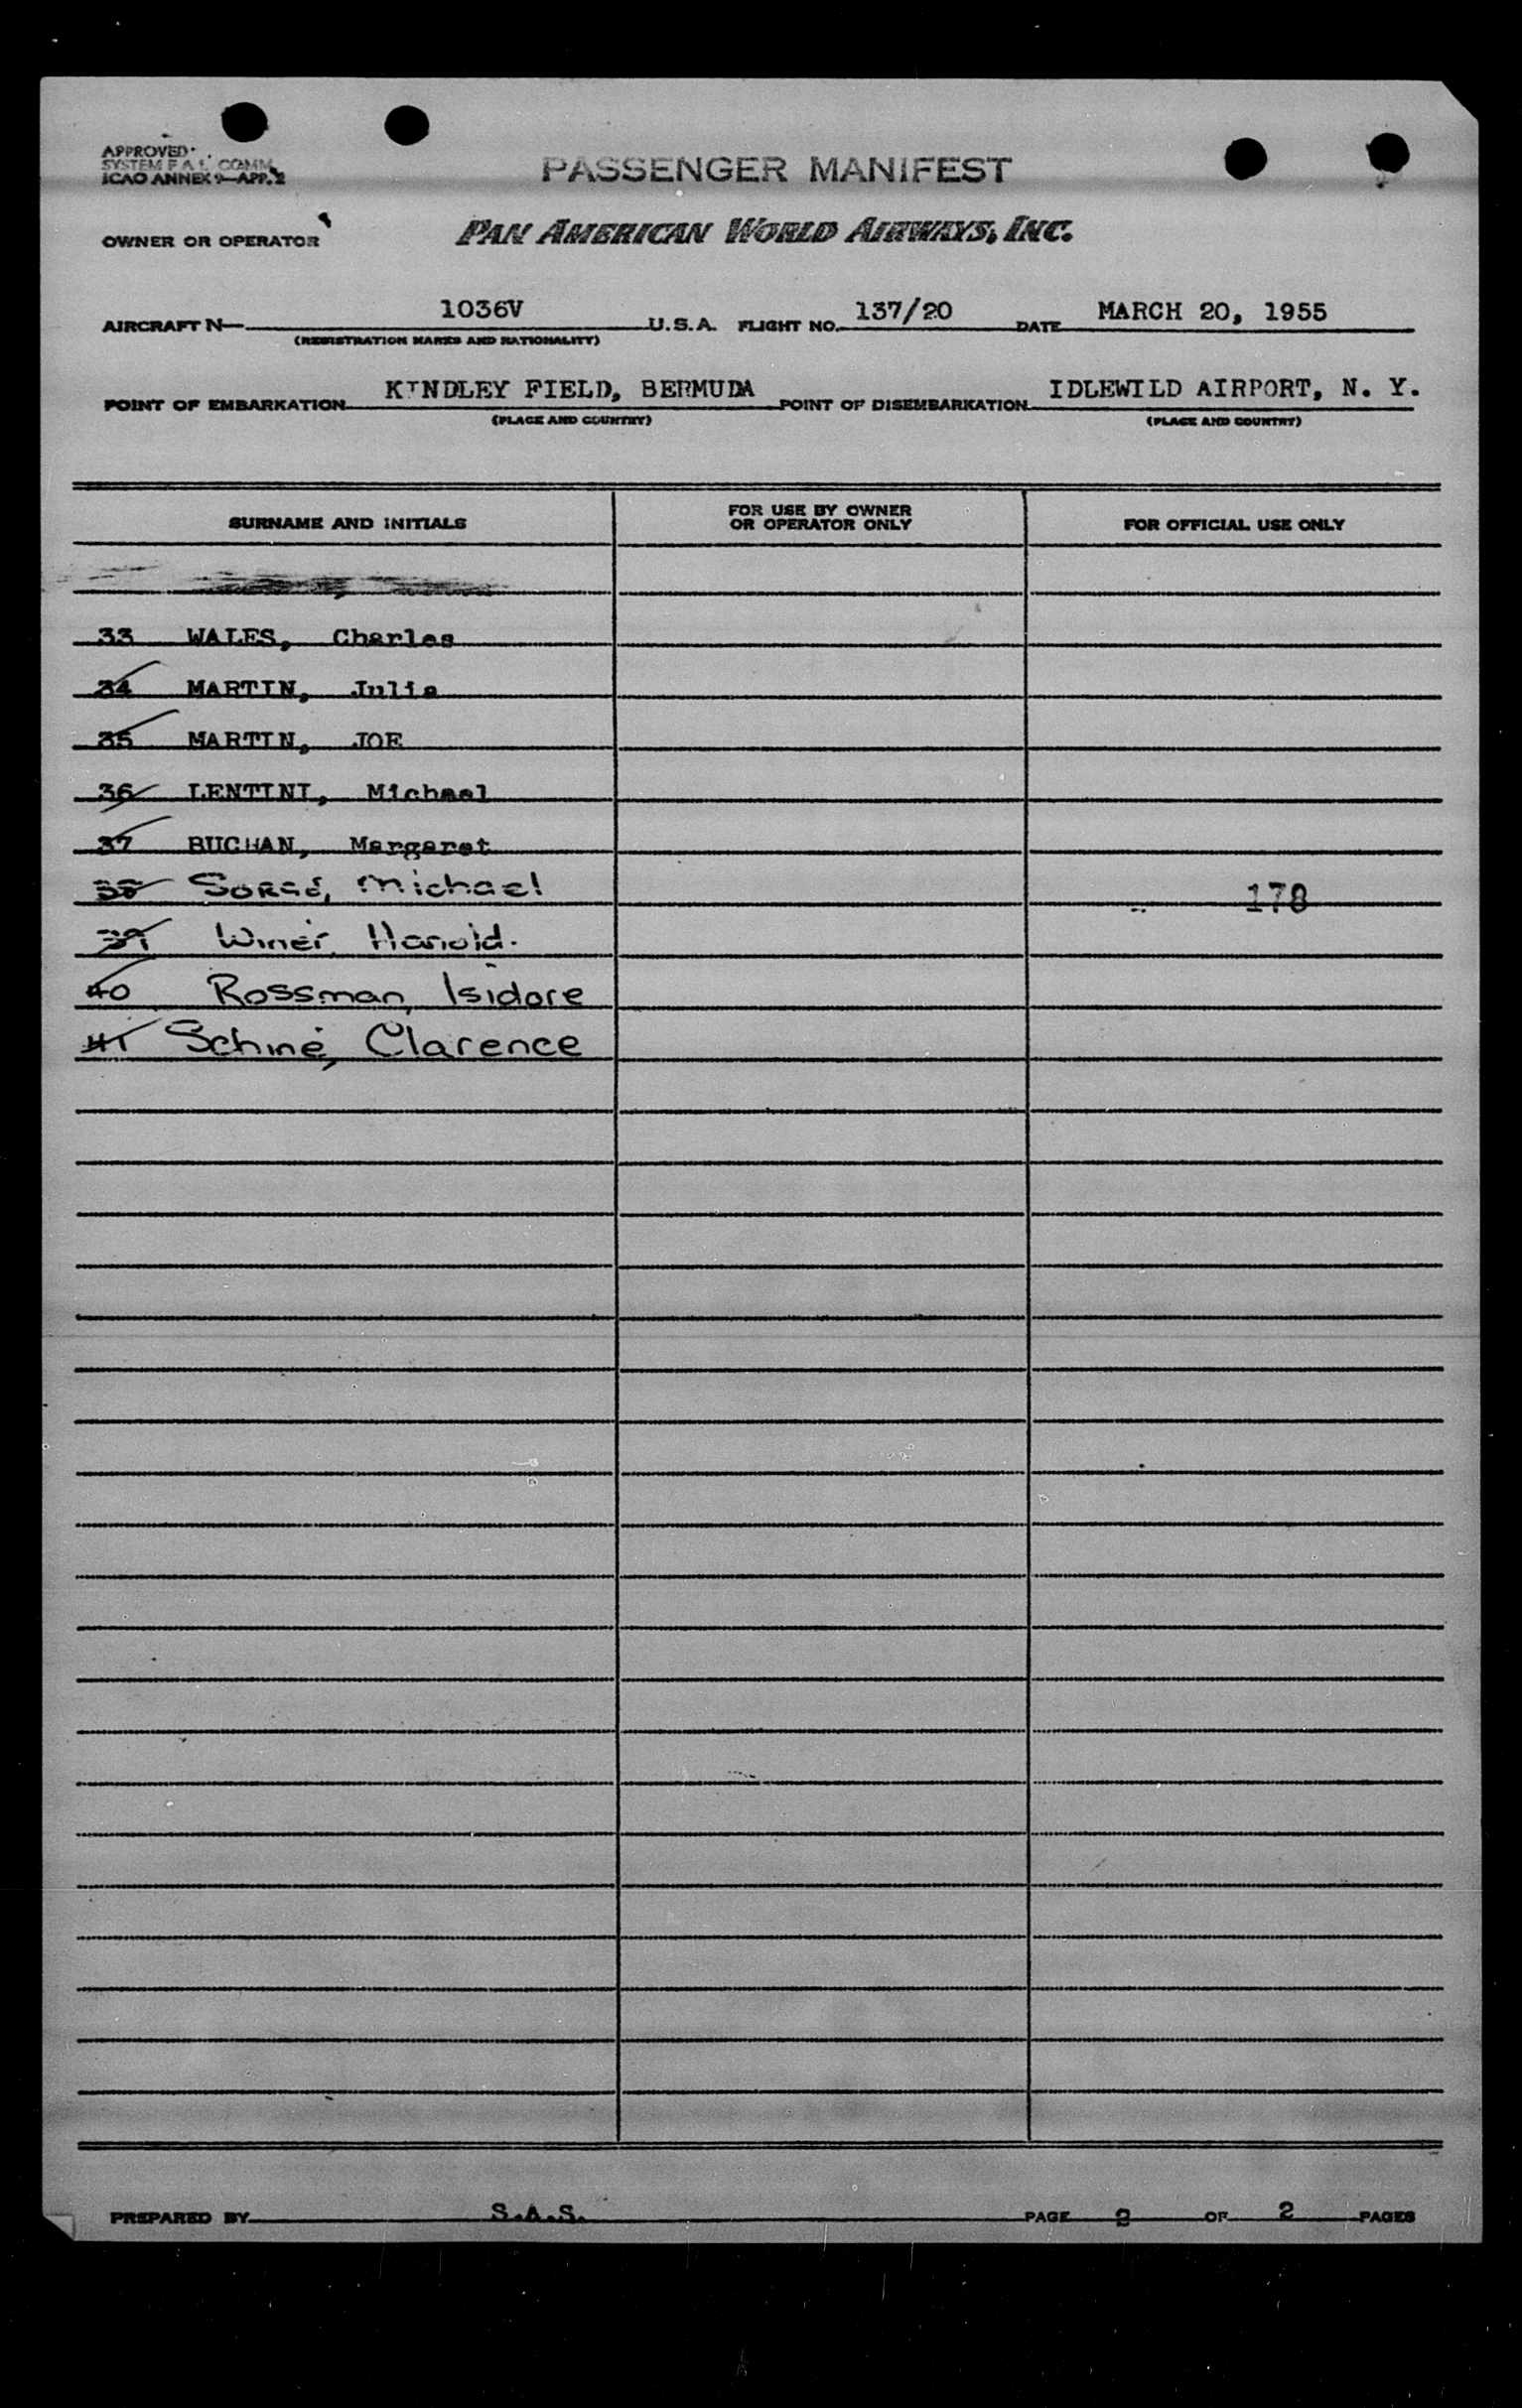 APPROVED
SYSTEM F.A.L. COMM.
ICAO ANNEX 9—APP. 2
PASSENGER MANIFEST
OWNER OR OPERATOR PAN AMERICAN WORLD AIRWAYS, INC.
AIRCRAFT N— 1036V U.S.A. FLIGHT NO. 137/20 DATE MARCH 20, 1955
(REGISTRATION MARKS AND NATIONALITY)
POINT OF EMBARKATION KINDLEY FIELD, BERMUDA POINT OF DISEMBARKATION IDLEWILD AIRPORT, N. Y.
(PLACE AND COUNTRY) (PLACE AND COUNTRY)
SURNAME AND INITIALS FOR USE BY OWNER OR OPERATOR ONLY FOR OFFICIAL USE ONLY
33 WALES, Charles
34 MARTIN, Julia
35 MARTIN, JOE
36 LENTINI, Michael
37 BUCHAN, Margaret
38 Michael 178
39 Winer, Harold.
40 Rossman, Isidore
41 Schine, Clarence
PREPARED BY S.A.S. PAGE 2 OF 2 PAGES